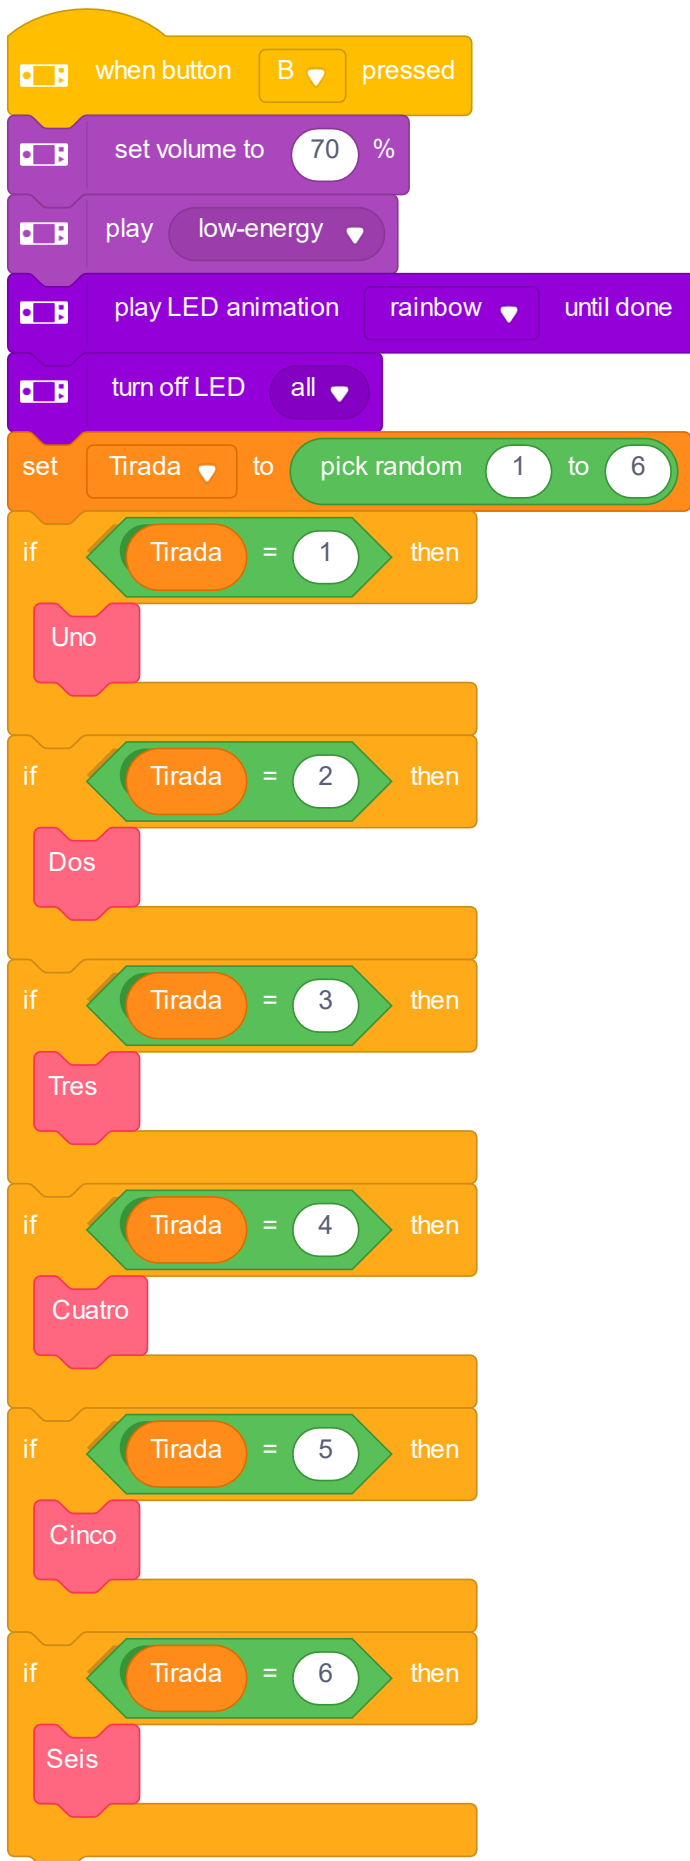 when button B pressed
set volume to 70 %
play low-energy
play LED animation rainbow until done
turn off LED all
set Tirada to pick random 1 to 6
if Tirada = 1 then
Uno
if Tirada = 2 then
Dos
if Tirada = 3 then
Tres
if Tirada = 4 then
Cuatro
if Tirada = 5 then
Cinco
if Tirada = 6 then
Seis